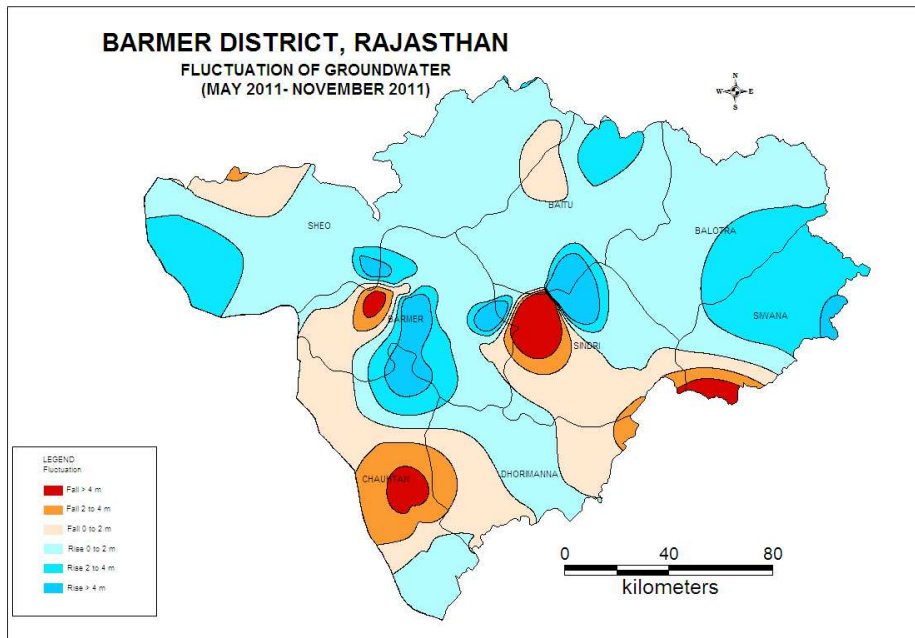 BARMER DISTRICT, RAJASTHAN
FLUCTUATION OF GROUNDWATER
(MAY 2011- NOVEMBER 2011)
N
W E
S
SHEO
BAITU
BALOTRA
SIWANA
BARMER
SINDRI
CHAUHTAN
DHORIMANNA
LEGEND
Fluctuation
Fall > 4 m
Fall 2 to 4 m
Fall 0 to 2 m
Rise 0 to 2 m
Rise 2 to 4 m
Rise > 4 m
0 40 80
kilometers